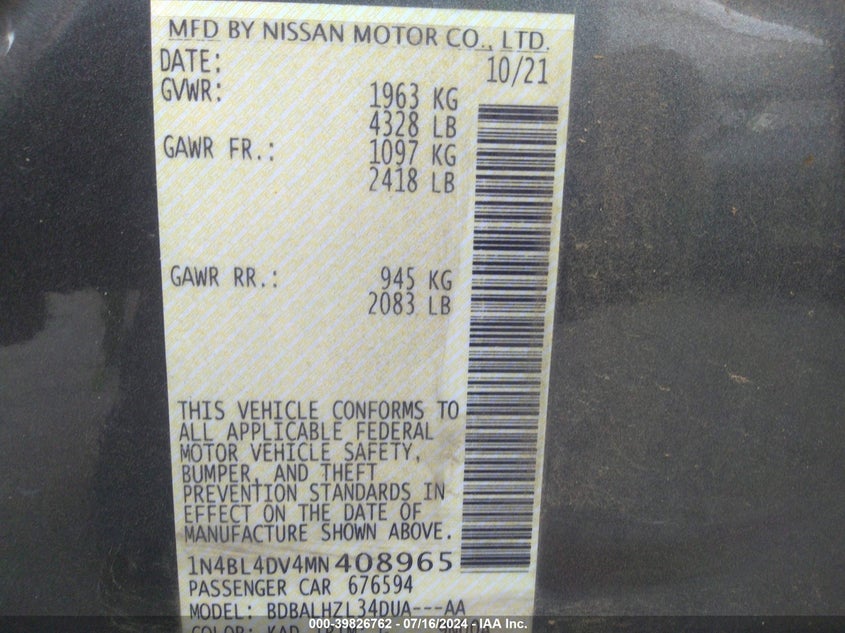 MFD BY NISSAN MOTOR CO., LTD.
DATE: 10/21
GVWR: 1963 KG
4328 LB
GAWR FR.: 1097 KG
2418 LB
GAWR RR.: 945 KG
2083 LB
THIS VEHICLE CONFORMS TO
ALL APPLICABLE FEDERAL
MOTOR VEHICLE SAFETY,
BUMPER, AND THEFT
PREVENTION STANDARDS IN
EFFECT ON THE DATE OF
MANUFACTURE SHOWN ABOVE.
1N4BL4DV4MN408965
PASSENGER CAR 676594
MODEL: BDBALHZL34DUA---AA
COLOR: KAD TRIM
000-39826762 - 07/16/2024 - IAA Inc.